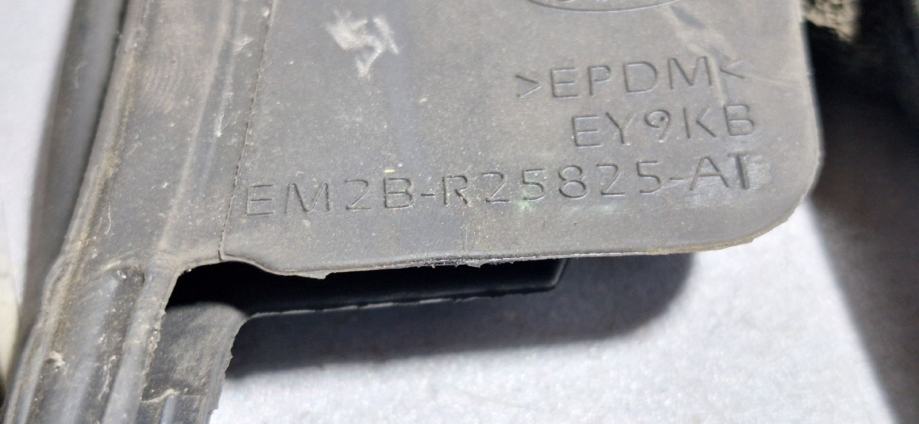 >EPDM<
EY9KB
EM2B-R25825-AT